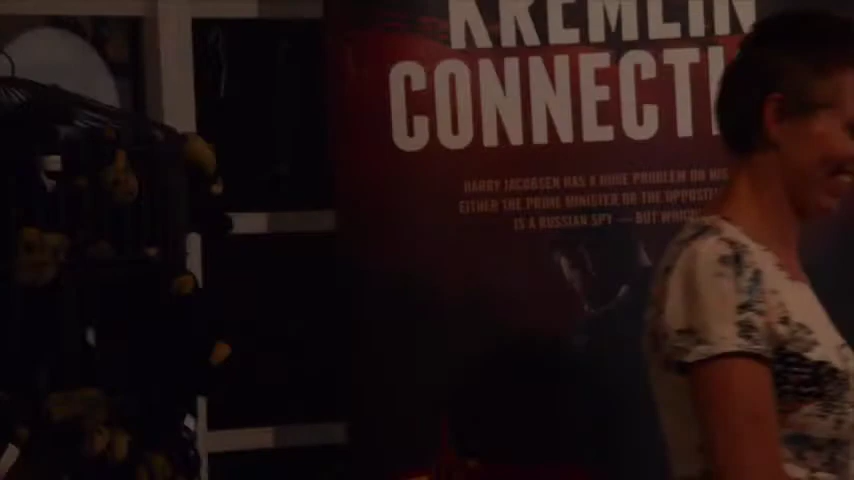 KREMLIN
CONNECTI
HARRY JACOBSEN HAS A HUGE PROBLEM ON HIS
EITHER THE PRIME MINISTER OR THE OPPOSITI
IS A RUSSIAN SPY — BUT WHO